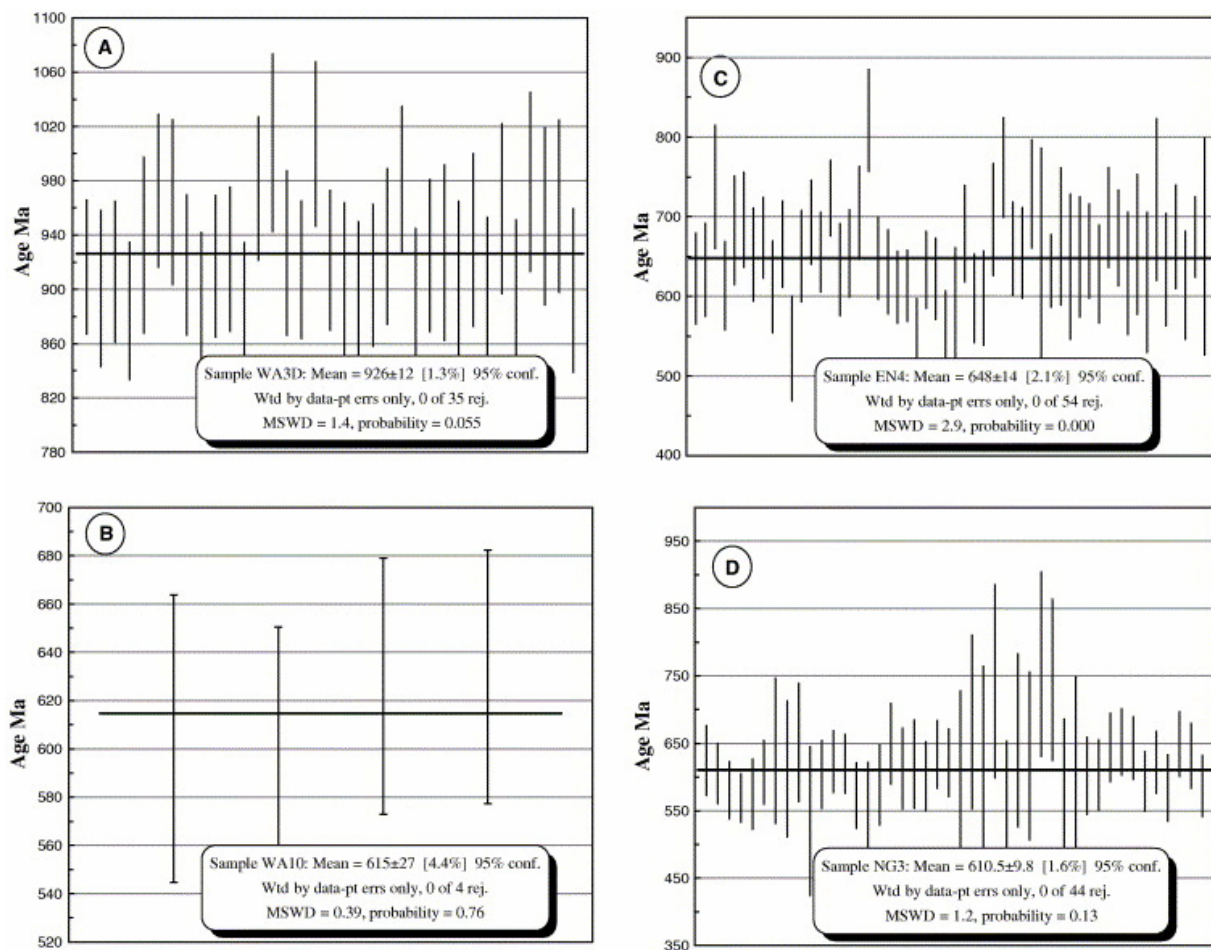 A
Age Ma
1100
1060
1020
980
940
900
860
820
780
Sample WA3D: Mean = 926±12 [1.3%] 95% conf.
Wtd by data-pt errs only, 0 of 35 rej.
MSWD = 1.4, probability = 0.055
C
Age Ma
900
800
700
600
500
400
Sample EN4: Mean = 648±14 [2.1%] 95% conf.
Wtd by data-pt errs only, 0 of 54 rej.
MSWD = 2.9, probability = 0.000
B
Age Ma
700
680
660
640
620
600
580
560
540
520
Sample WA10: Mean = 615±27 [4.4%] 95% conf.
Wtd by data-pt errs only, 0 of 4 rej.
MSWD = 0.39, probability = 0.76
D
Age Ma
950
850
750
650
550
450
350
Sample NG3: Mean = 610.5±9.8 [1.6%] 95% conf.
Wtd by data-pt errs only, 0 of 44 rej.
MSWD = 1.2, probability = 0.13